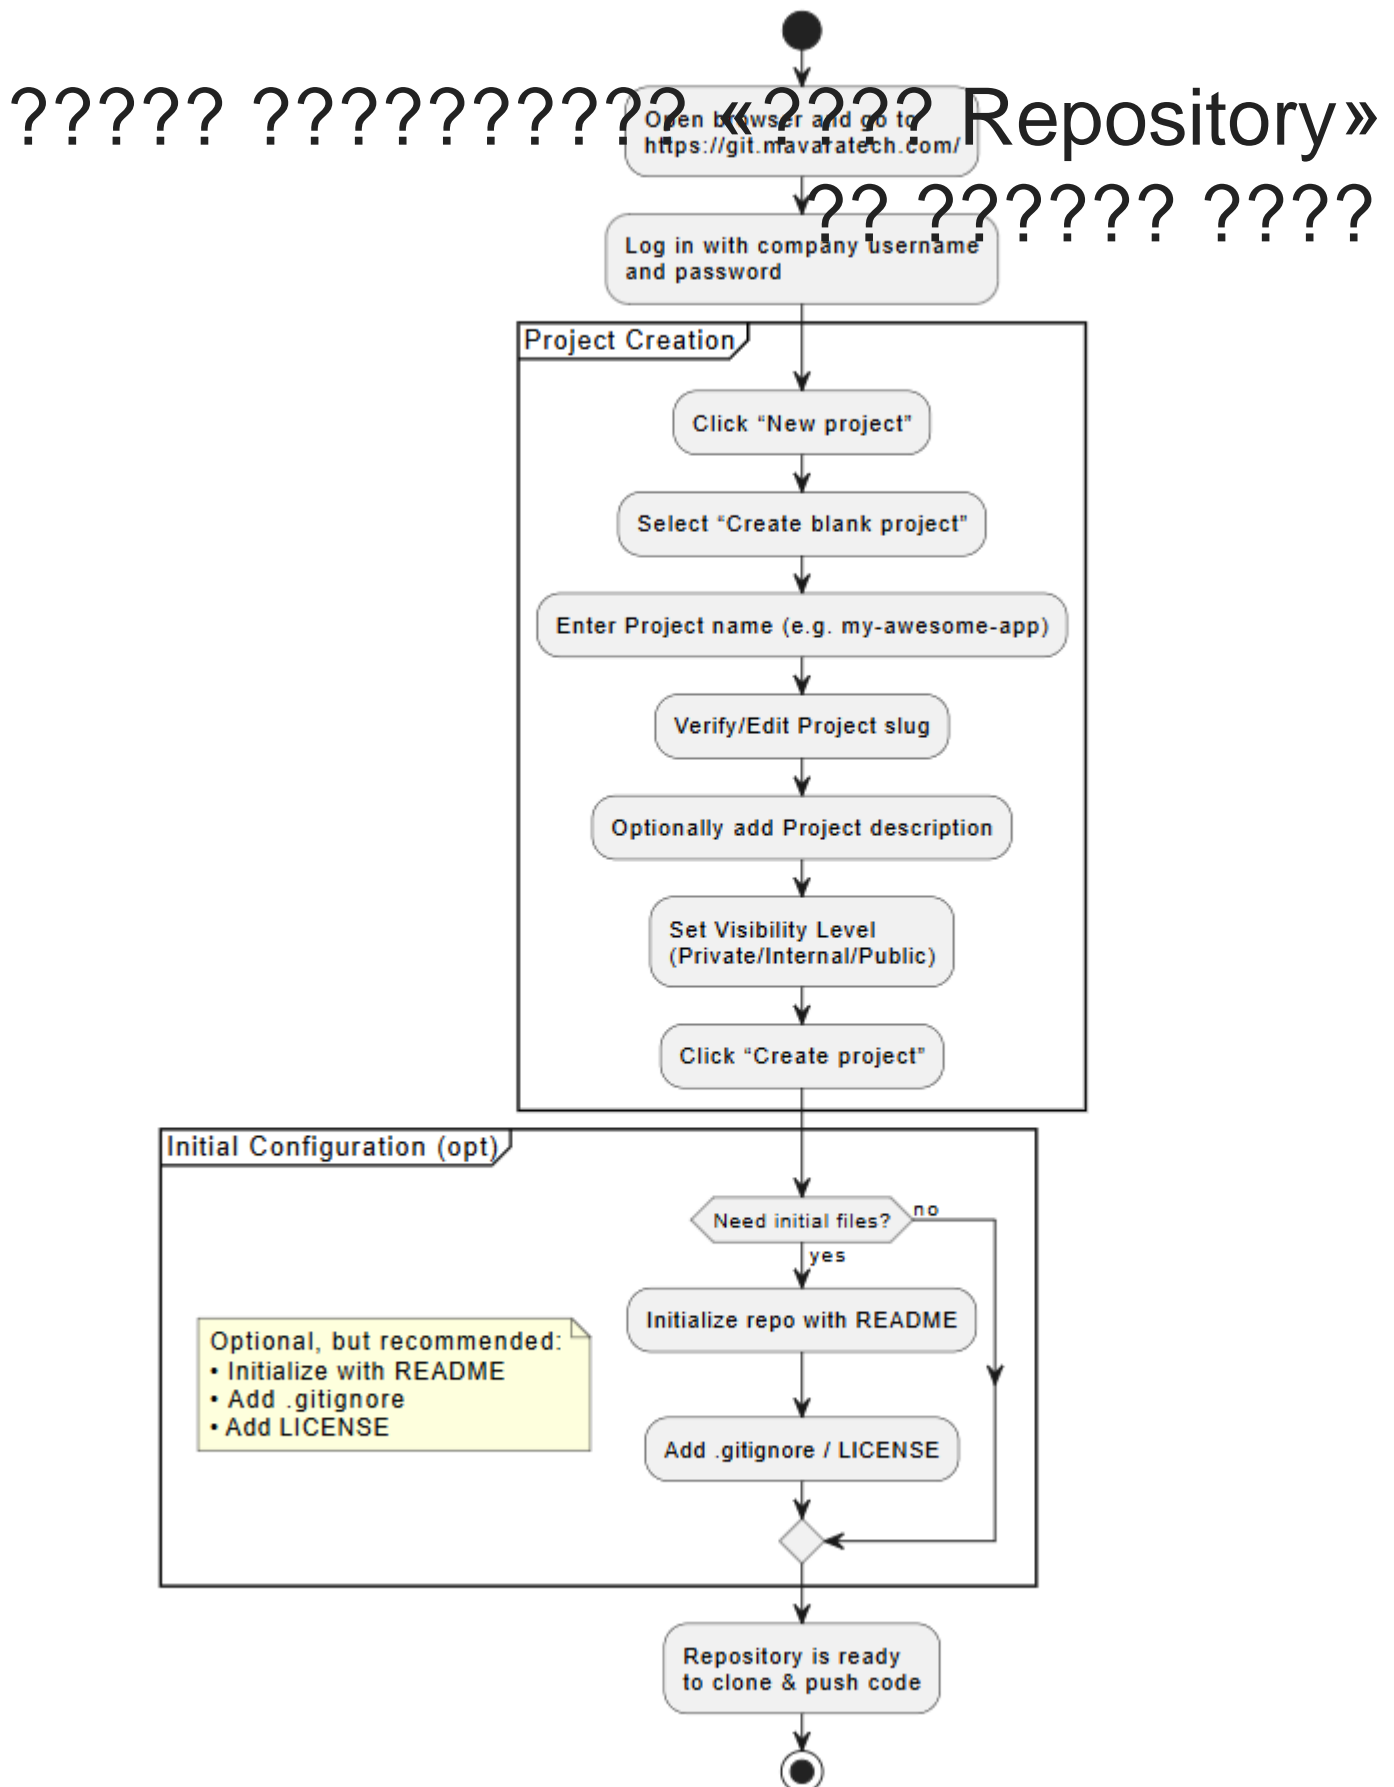 ????? ?????????? «???? Repository»
?? ?????? ????
Open browser and go to
https://git.mavaratech.com/
Log in with company username
and password
Project Creation
Click “New project”
Select “Create blank project”
Enter Project name (e.g. my-awesome-app)
Verify/Edit Project slug
Optionally add Project description
Set Visibility Level
(Private/Internal/Public)
Click “Create project”
Initial Configuration (opt)
Need initial files?
no
yes
Initialize repo with README
Optional, but recommended:
• Initialize with README
• Add .gitignore
• Add LICENSE
Add .gitignore / LICENSE
Repository is ready
to clone & push code